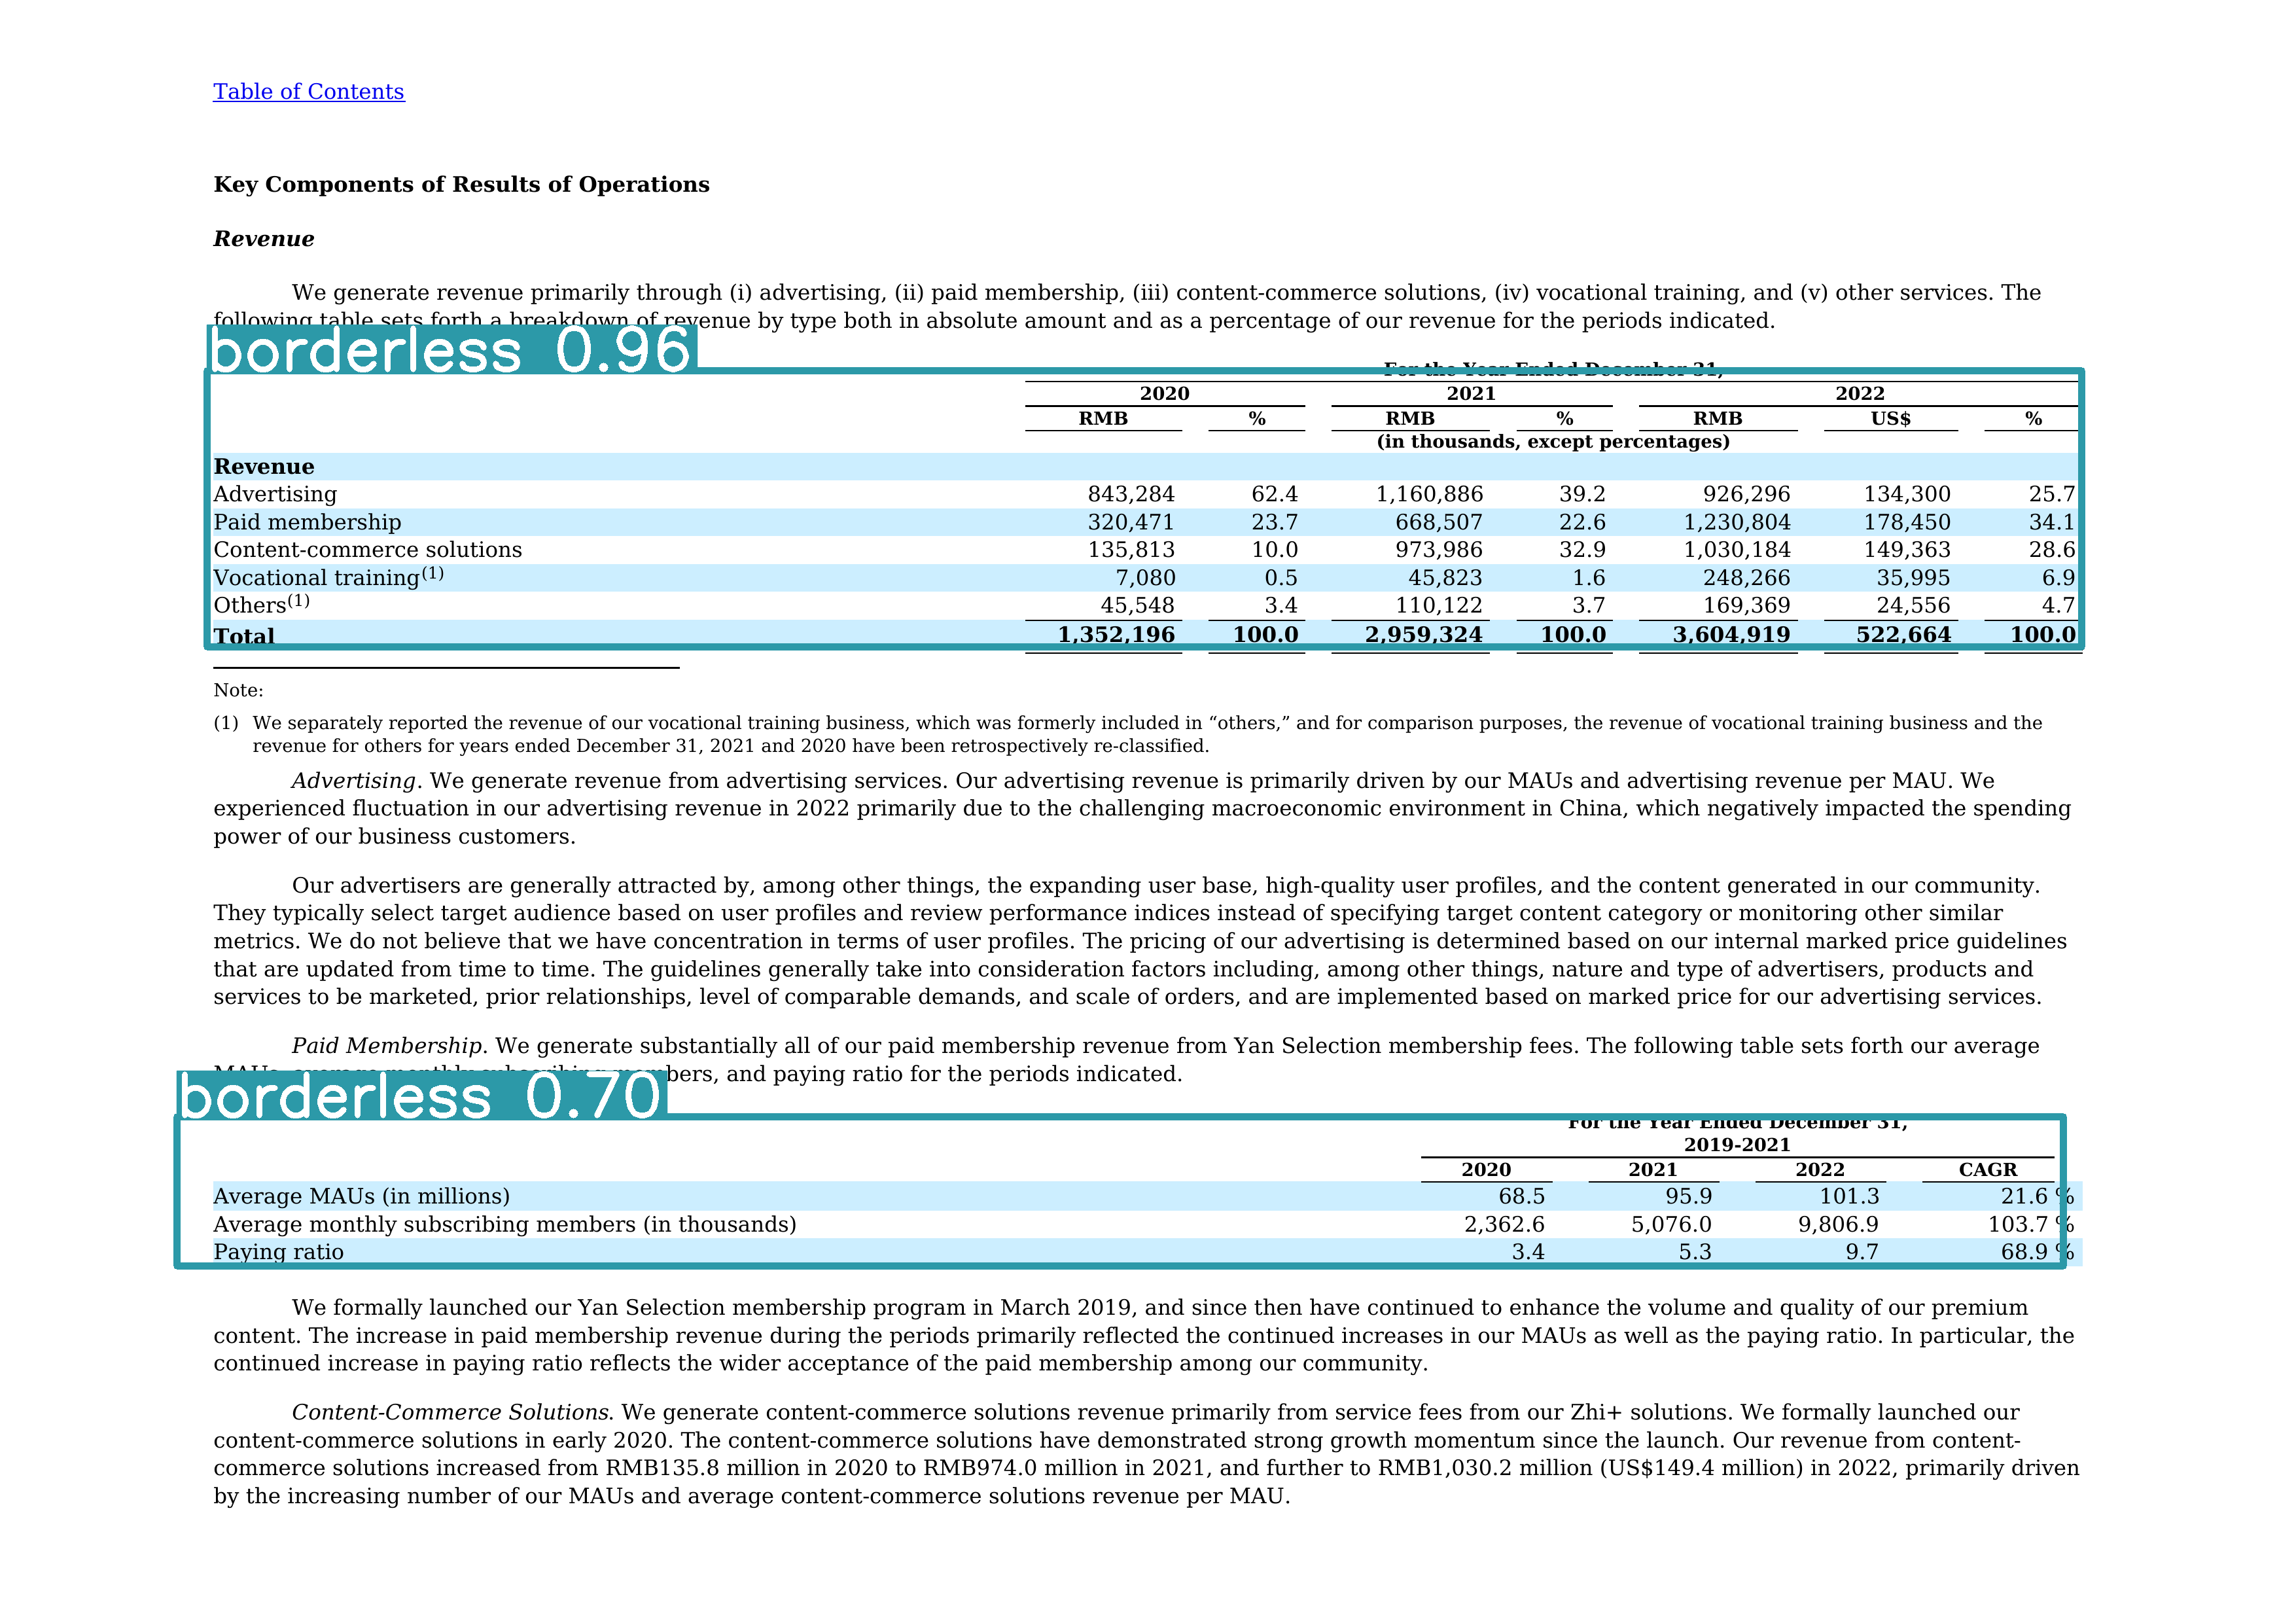 Table of Contents
Key Components of Results of Operations
Revenue
We generate revenue primarily through (i) advertising, (ii) paid membership, (iii) content-commerce solutions, (iv) vocational training, and (v) other services. The
following table sets forth a breakdown of revenue by type both in absolute amount and as a percentage of our revenue for the periods indicated.
borderless 0.96
For the Year Ended December 31,
2020 2021 2022
RMB % RMB % RMB US$ %
(in thousands, except percentages)
Revenue
Advertising 843,284 62.4 1,160,886 39.2 926,296 134,300 25.7
Paid membership 320,471 23.7 668,507 22.6 1,230,804 178,450 34.1
Content-commerce solutions 135,813 10.0 973,986 32.9 1,030,184 149,363 28.6
Vocational training(1) 7,080 0.5 45,823 1.6 248,266 35,995 6.9
Others(1) 45,548 3.4 110,122 3.7 169,369 24,556 4.7
Total 1,352,196 100.0 2,959,324 100.0 3,604,919 522,664 100.0
Note:
(1) We separately reported the revenue of our vocational training business, which was formerly included in “others,” and for comparison purposes, the revenue of vocational training business and the
revenue for others for years ended December 31, 2021 and 2020 have been retrospectively re-classified.
Advertising. We generate revenue from advertising services. Our advertising revenue is primarily driven by our MAUs and advertising revenue per MAU. We
experienced fluctuation in our advertising revenue in 2022 primarily due to the challenging macroeconomic environment in China, which negatively impacted the spending
power of our business customers.
Our advertisers are generally attracted by, among other things, the expanding user base, high-quality user profiles, and the content generated in our community.
They typically select target audience based on user profiles and review performance indices instead of specifying target content category or monitoring other similar
metrics. We do not believe that we have concentration in terms of user profiles. The pricing of our advertising is determined based on our internal marked price guidelines
that are updated from time to time. The guidelines generally take into consideration factors including, among other things, nature and type of advertisers, products and
services to be marketed, prior relationships, level of comparable demands, and scale of orders, and are implemented based on marked price for our advertising services.
Paid Membership. We generate substantially all of our paid membership revenue from Yan Selection membership fees. The following table sets forth our average
MAUs, average monthly subscribing members, and paying ratio for the periods indicated.
borderless 0.70
For the Year Ended December 31,
2019-2021
2020 2021 2022 CAGR
Average MAUs (in millions) 68.5 95.9 101.3 21.6 %
Average monthly subscribing members (in thousands) 2,362.6 5,076.0 9,806.9 103.7 %
Paying ratio 3.4 5.3 9.7 68.9 %
We formally launched our Yan Selection membership program in March 2019, and since then have continued to enhance the volume and quality of our premium
content. The increase in paid membership revenue during the periods primarily reflected the continued increases in our MAUs as well as the paying ratio. In particular, the
continued increase in paying ratio reflects the wider acceptance of the paid membership among our community.
Content-Commerce Solutions. We generate content-commerce solutions revenue primarily from service fees from our Zhi+ solutions. We formally launched our
content-commerce solutions in early 2020. The content-commerce solutions have demonstrated strong growth momentum since the launch. Our revenue from content-
commerce solutions increased from RMB135.8 million in 2020 to RMB974.0 million in 2021, and further to RMB1,030.2 million (US$149.4 million) in 2022, primarily driven
by the increasing number of our MAUs and average content-commerce solutions revenue per MAU.